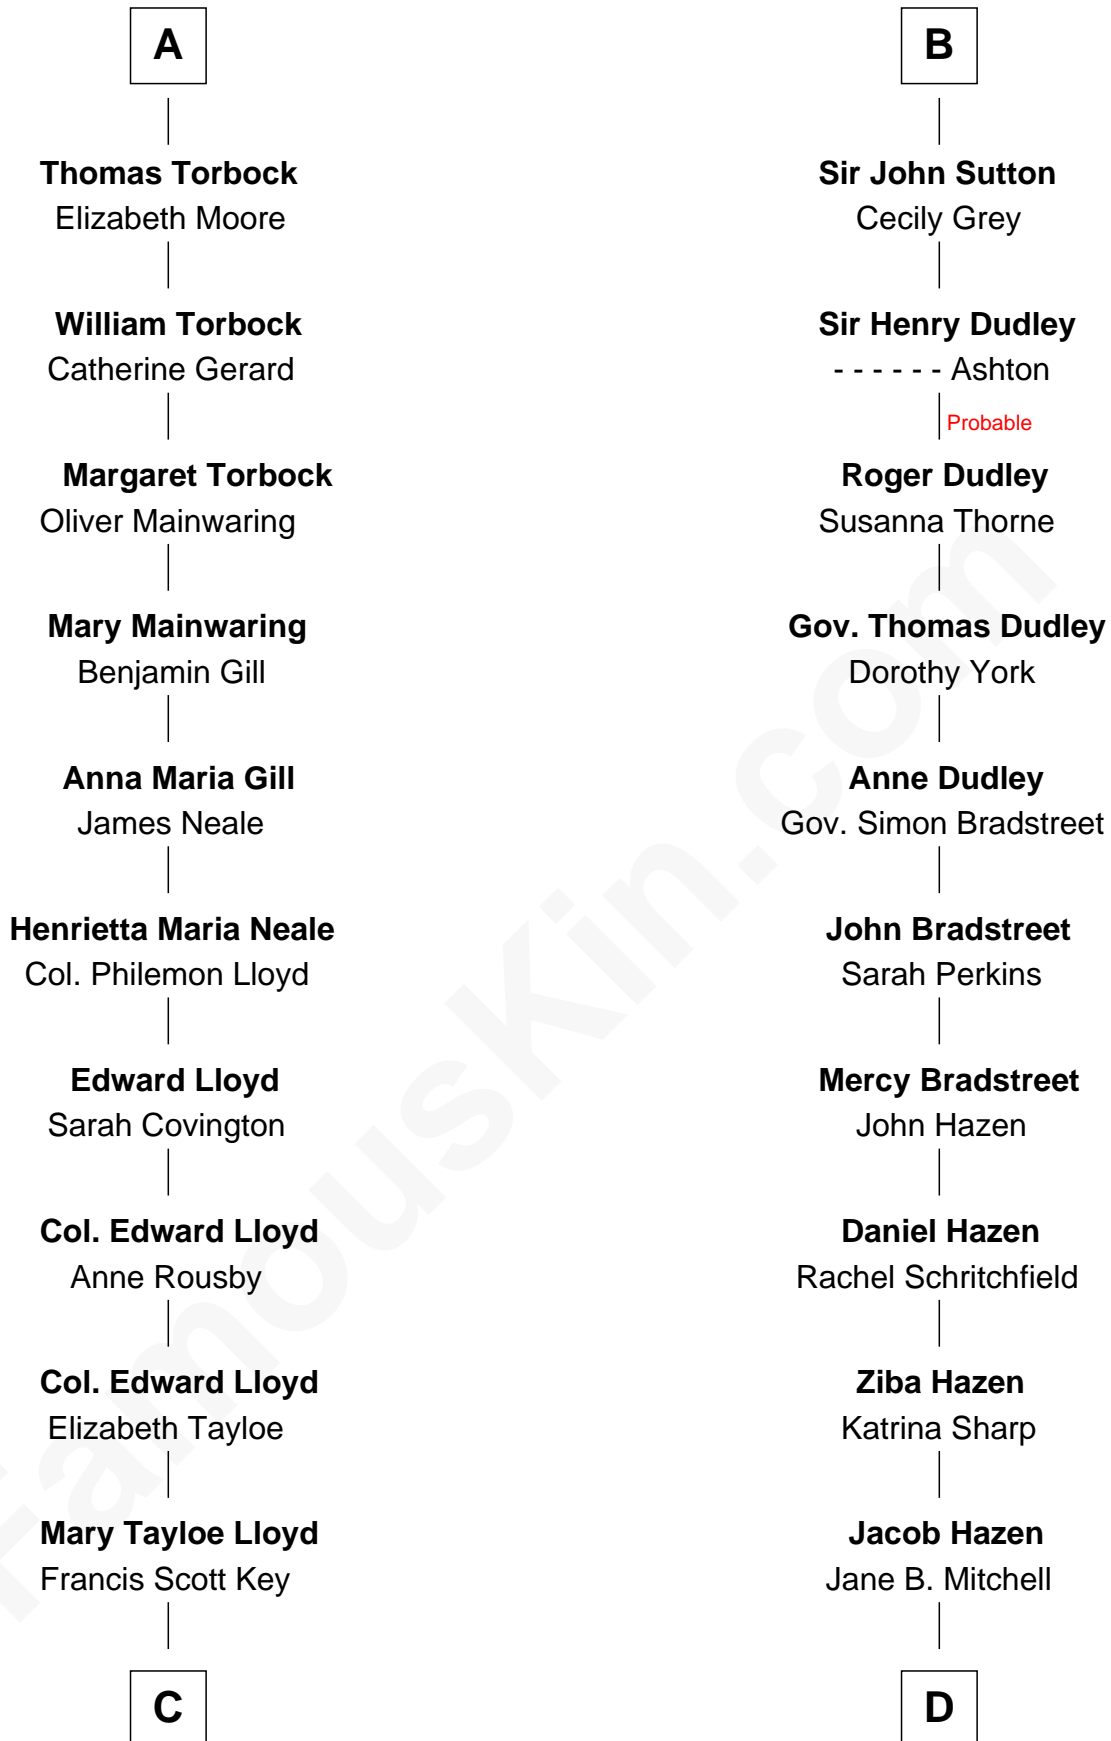 A
Thomas Torbock
Elizabeth Moore
William Torbock
Catherine Gerard
Margaret Torbock
Oliver Mainwaring
Mary Mainwaring
Benjamin Gill
Anna Maria Gill
James Neale
Henrietta Maria Neale
Col. Philemon Lloyd
Edward Lloyd
Sarah Covington
Col. Edward Lloyd
Anne Rousby
Col. Edward Lloyd
Elizabeth Tayloe
Mary Tayloe Lloyd
Francis Scott Key
C
B
Sir John Sutton
Cecily Grey
Sir Henry Dudley
- - - - - - Ashton
Probable
Roger Dudley
Susanna Thorne
Gov. Thomas Dudley
Dorothy York
Anne Dudley
Gov. Simon Bradstreet
John Bradstreet
Sarah Perkins
Mercy Bradstreet
John Hazen
Daniel Hazen
Rachel Schritchfield
Ziba Hazen
Katrina Sharp
Jacob Hazen
Jane B. Mitchell
D
FamousKin.com